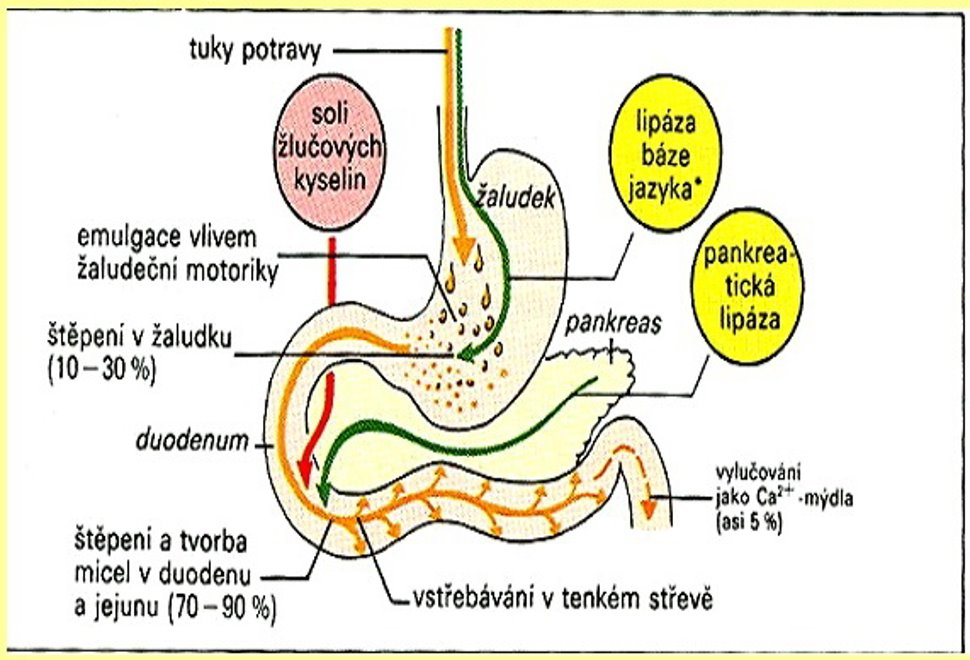 tuky potravy
soli
žlučových
kyselin
lipáza
báze
jazyka*
žaludek
emulgace vlivem
žaludeční motoriky
pankrea-
tická
lipáza
pankreas
štěpení v žaludku
(10 – 30 %)
duodenum
vylučování
jako Ca²⁺-mýdla
(asi 5 %)
štěpení a tvorba
micel v duodenu
a jejunu (70 – 90 %)
vstřebávání v tenkém střevě